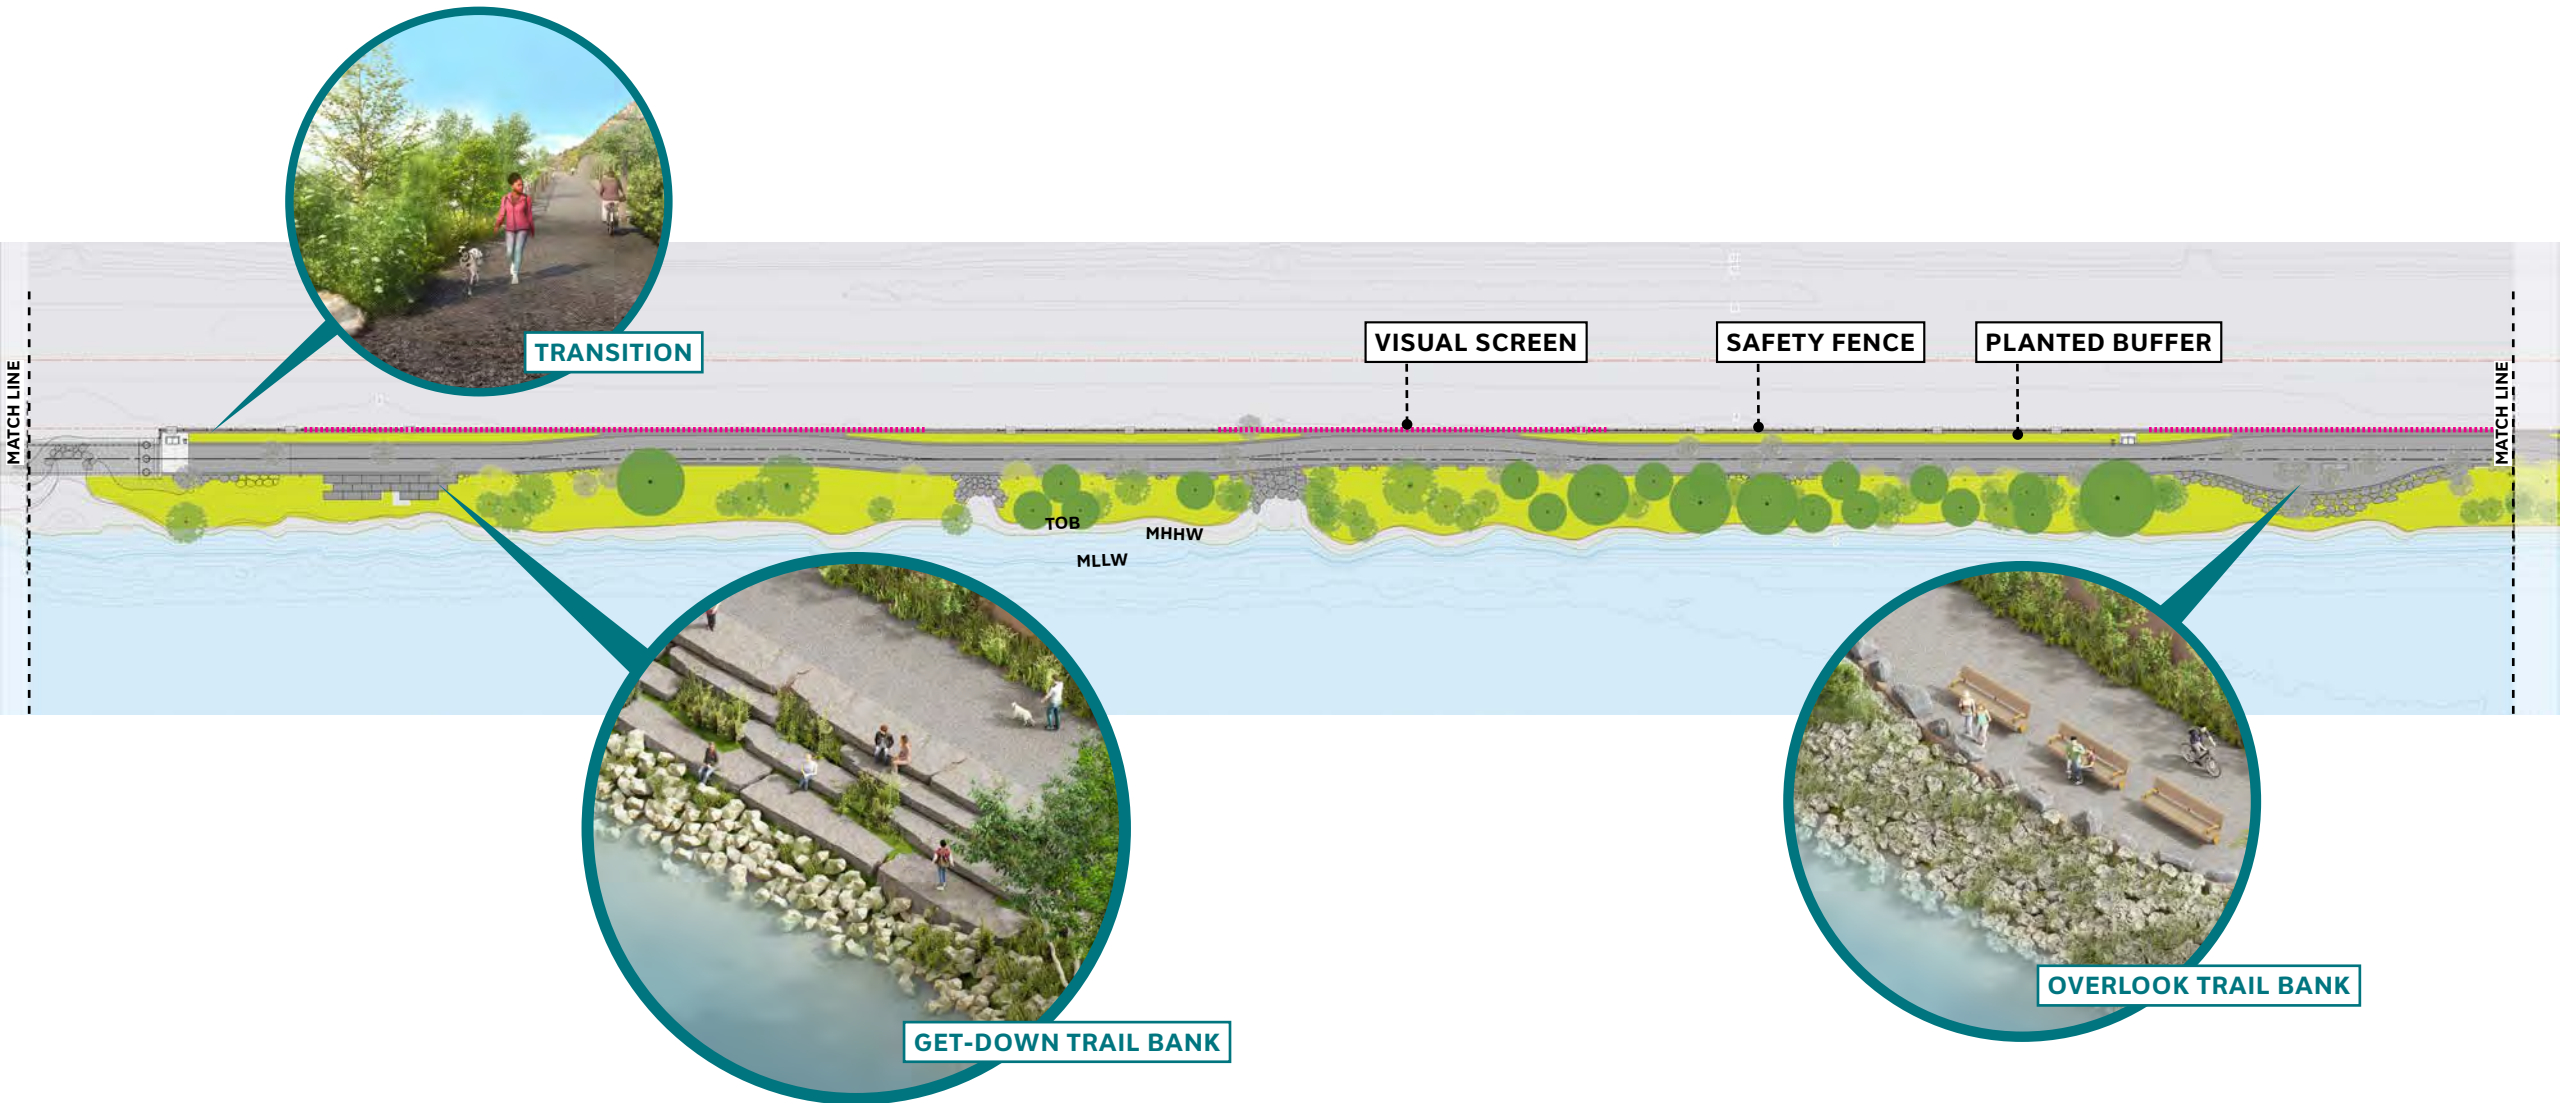 TRANSITION
VISUAL SCREEN
SAFETY FENCE
PLANTED BUFFER
MATCH LINE
MATCH LINE
TOB
MHHW
MLLW
OVERLOOK TRAIL BANK
GET-DOWN TRAIL BANK